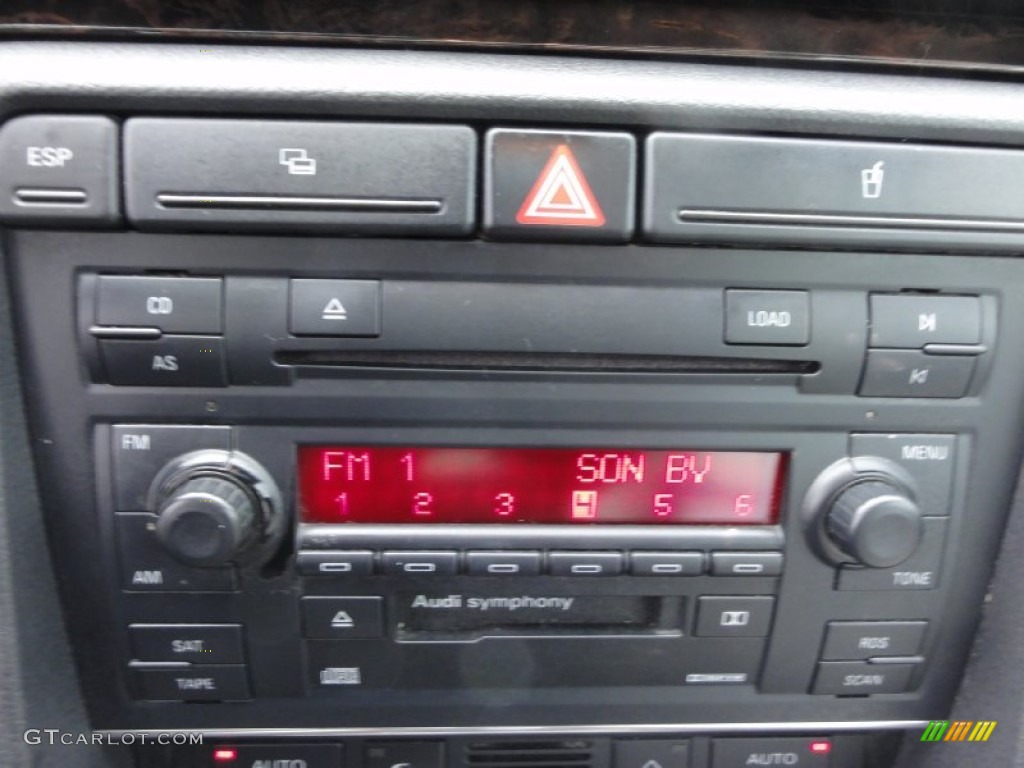 ESP
CD
LOAD
AS
FM
MENU
FM 1 SON BY
1 2 3 4 5 6
AM
TONE
Audi symphony
SAT
TAPE
RDS
SCAN
AUTO
AUTO
GTCARLOT.COM